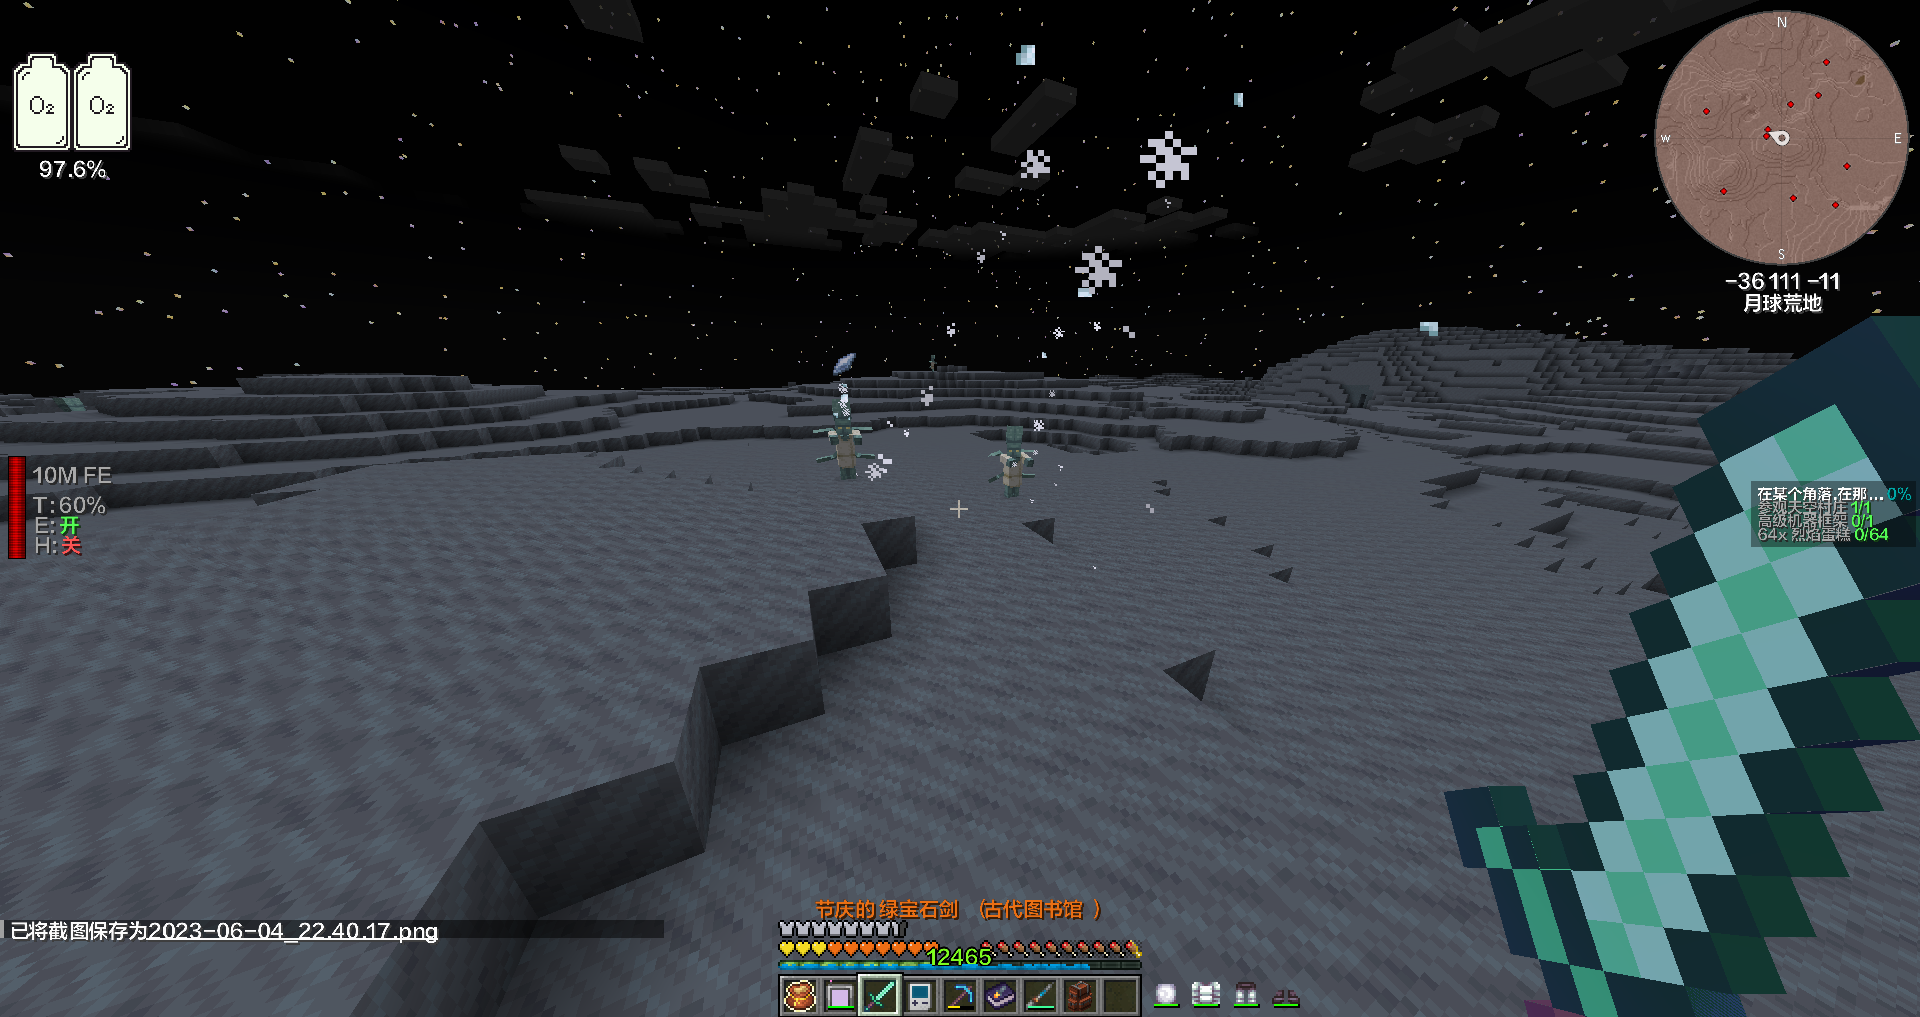 O₂ O₂
97.6%
N
W
E
S
-36 111 -11
月球荒地
10M FE
T: 60%
E: 开
H: 关
在某个角落,在那... 0%
参观天空村庄 1/1
高级机器框架 0/1
64x 烈焰蛋糕 0/64
已将截图保存为2023-06-04_22.40.17.png
节庆的 绿宝石剑 （古代图书馆 ）
12465